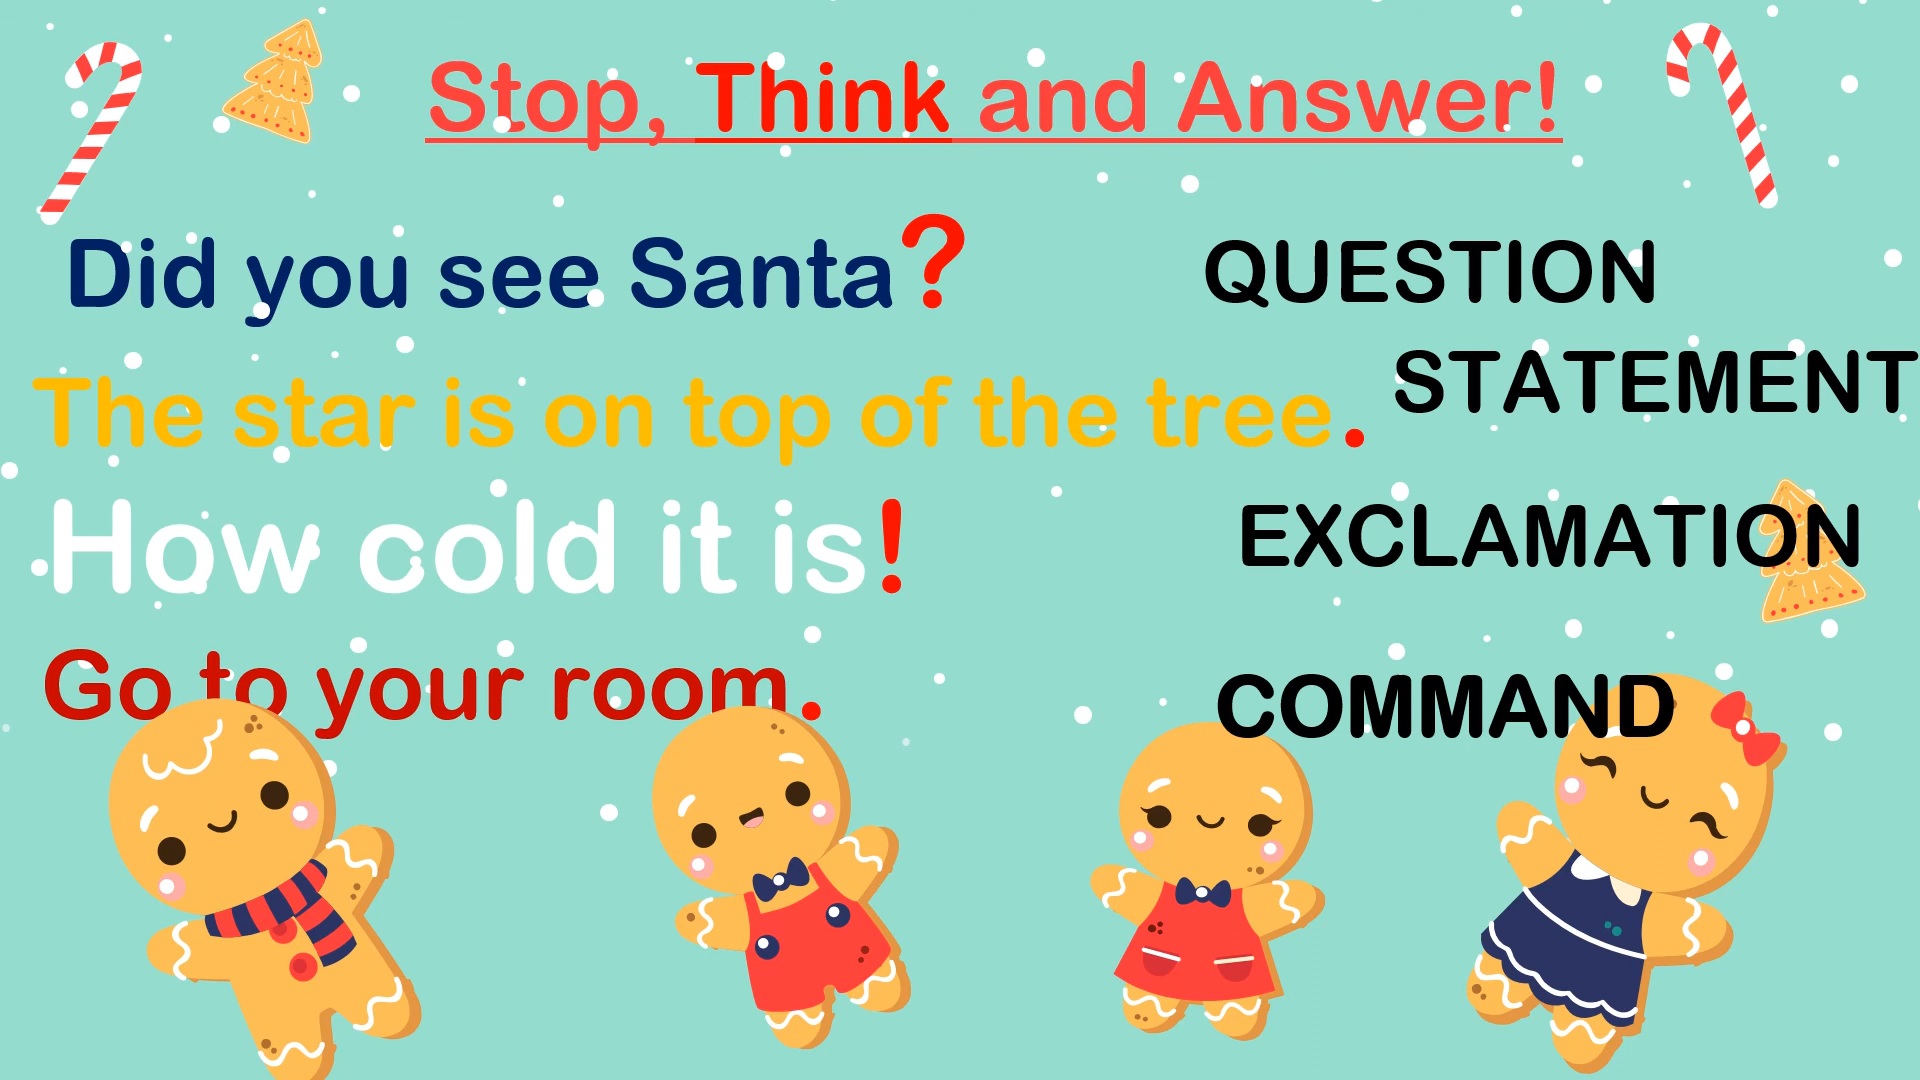 Stop, Think and Answer!
Did you see Santa? QUESTION
The star is on top of the tree. STATEMENT
How cold it is! EXCLAMATION
Go to your room. COMMAND